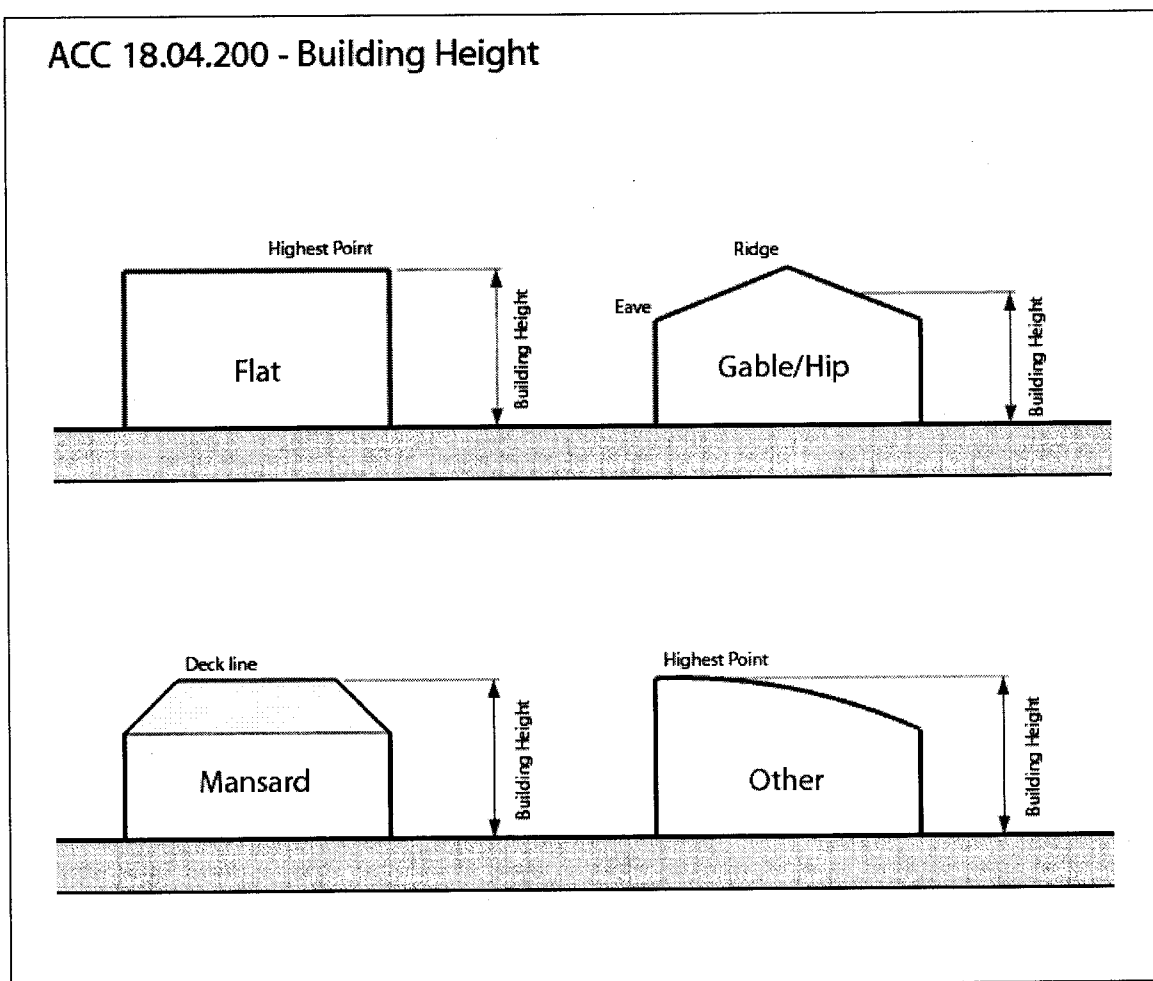 ACC 18.04.200 - Building Height
Highest Point
Flat
Building Height
Ridge
Eave
Gable/Hip
Building Height
Deck line
Mansard
Building Height
Highest Point
Other
Building Height